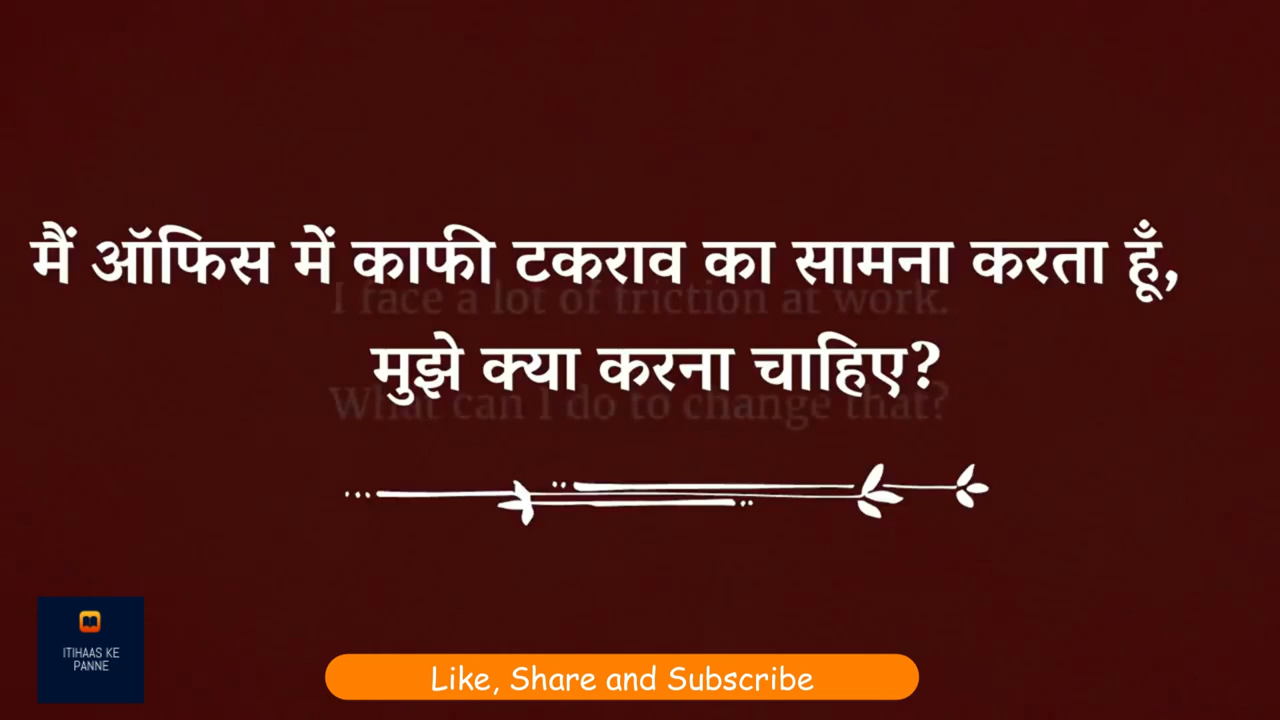 मैं ऑफिस में काफी टकराव का सामना करता हूँ,
I face a lot of friction at work.
मुझे क्या करना चाहिए?
What can I do to change that?
ITIHAAS KE
PANNE
Like, Share and Subscribe